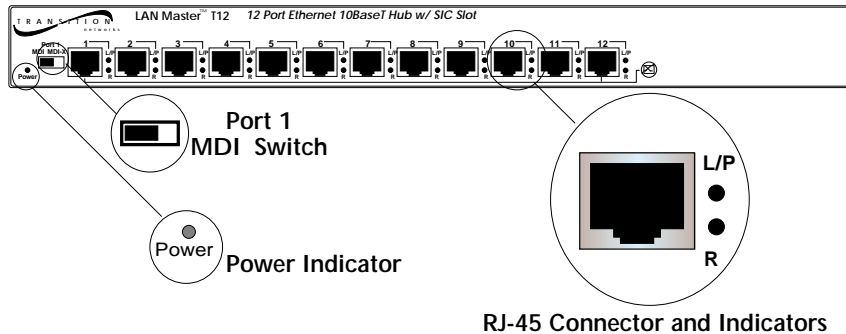 TRANSITION
networks
LAN Master™ T12 12 Port Ethernet 10BaseT Hub w/ SIC Slot
Port 1
MDI MDI-X
1 2 3 4 5 6 7 8 9 10 11 12
L/P L/P L/P L/P L/P L/P L/P L/P L/P L/P L/P L/P
R R R R R R R R R R R R
Power
Port 1
MDI Switch
L/P
R
Power
Power Indicator
RJ-45 Connector and Indicators